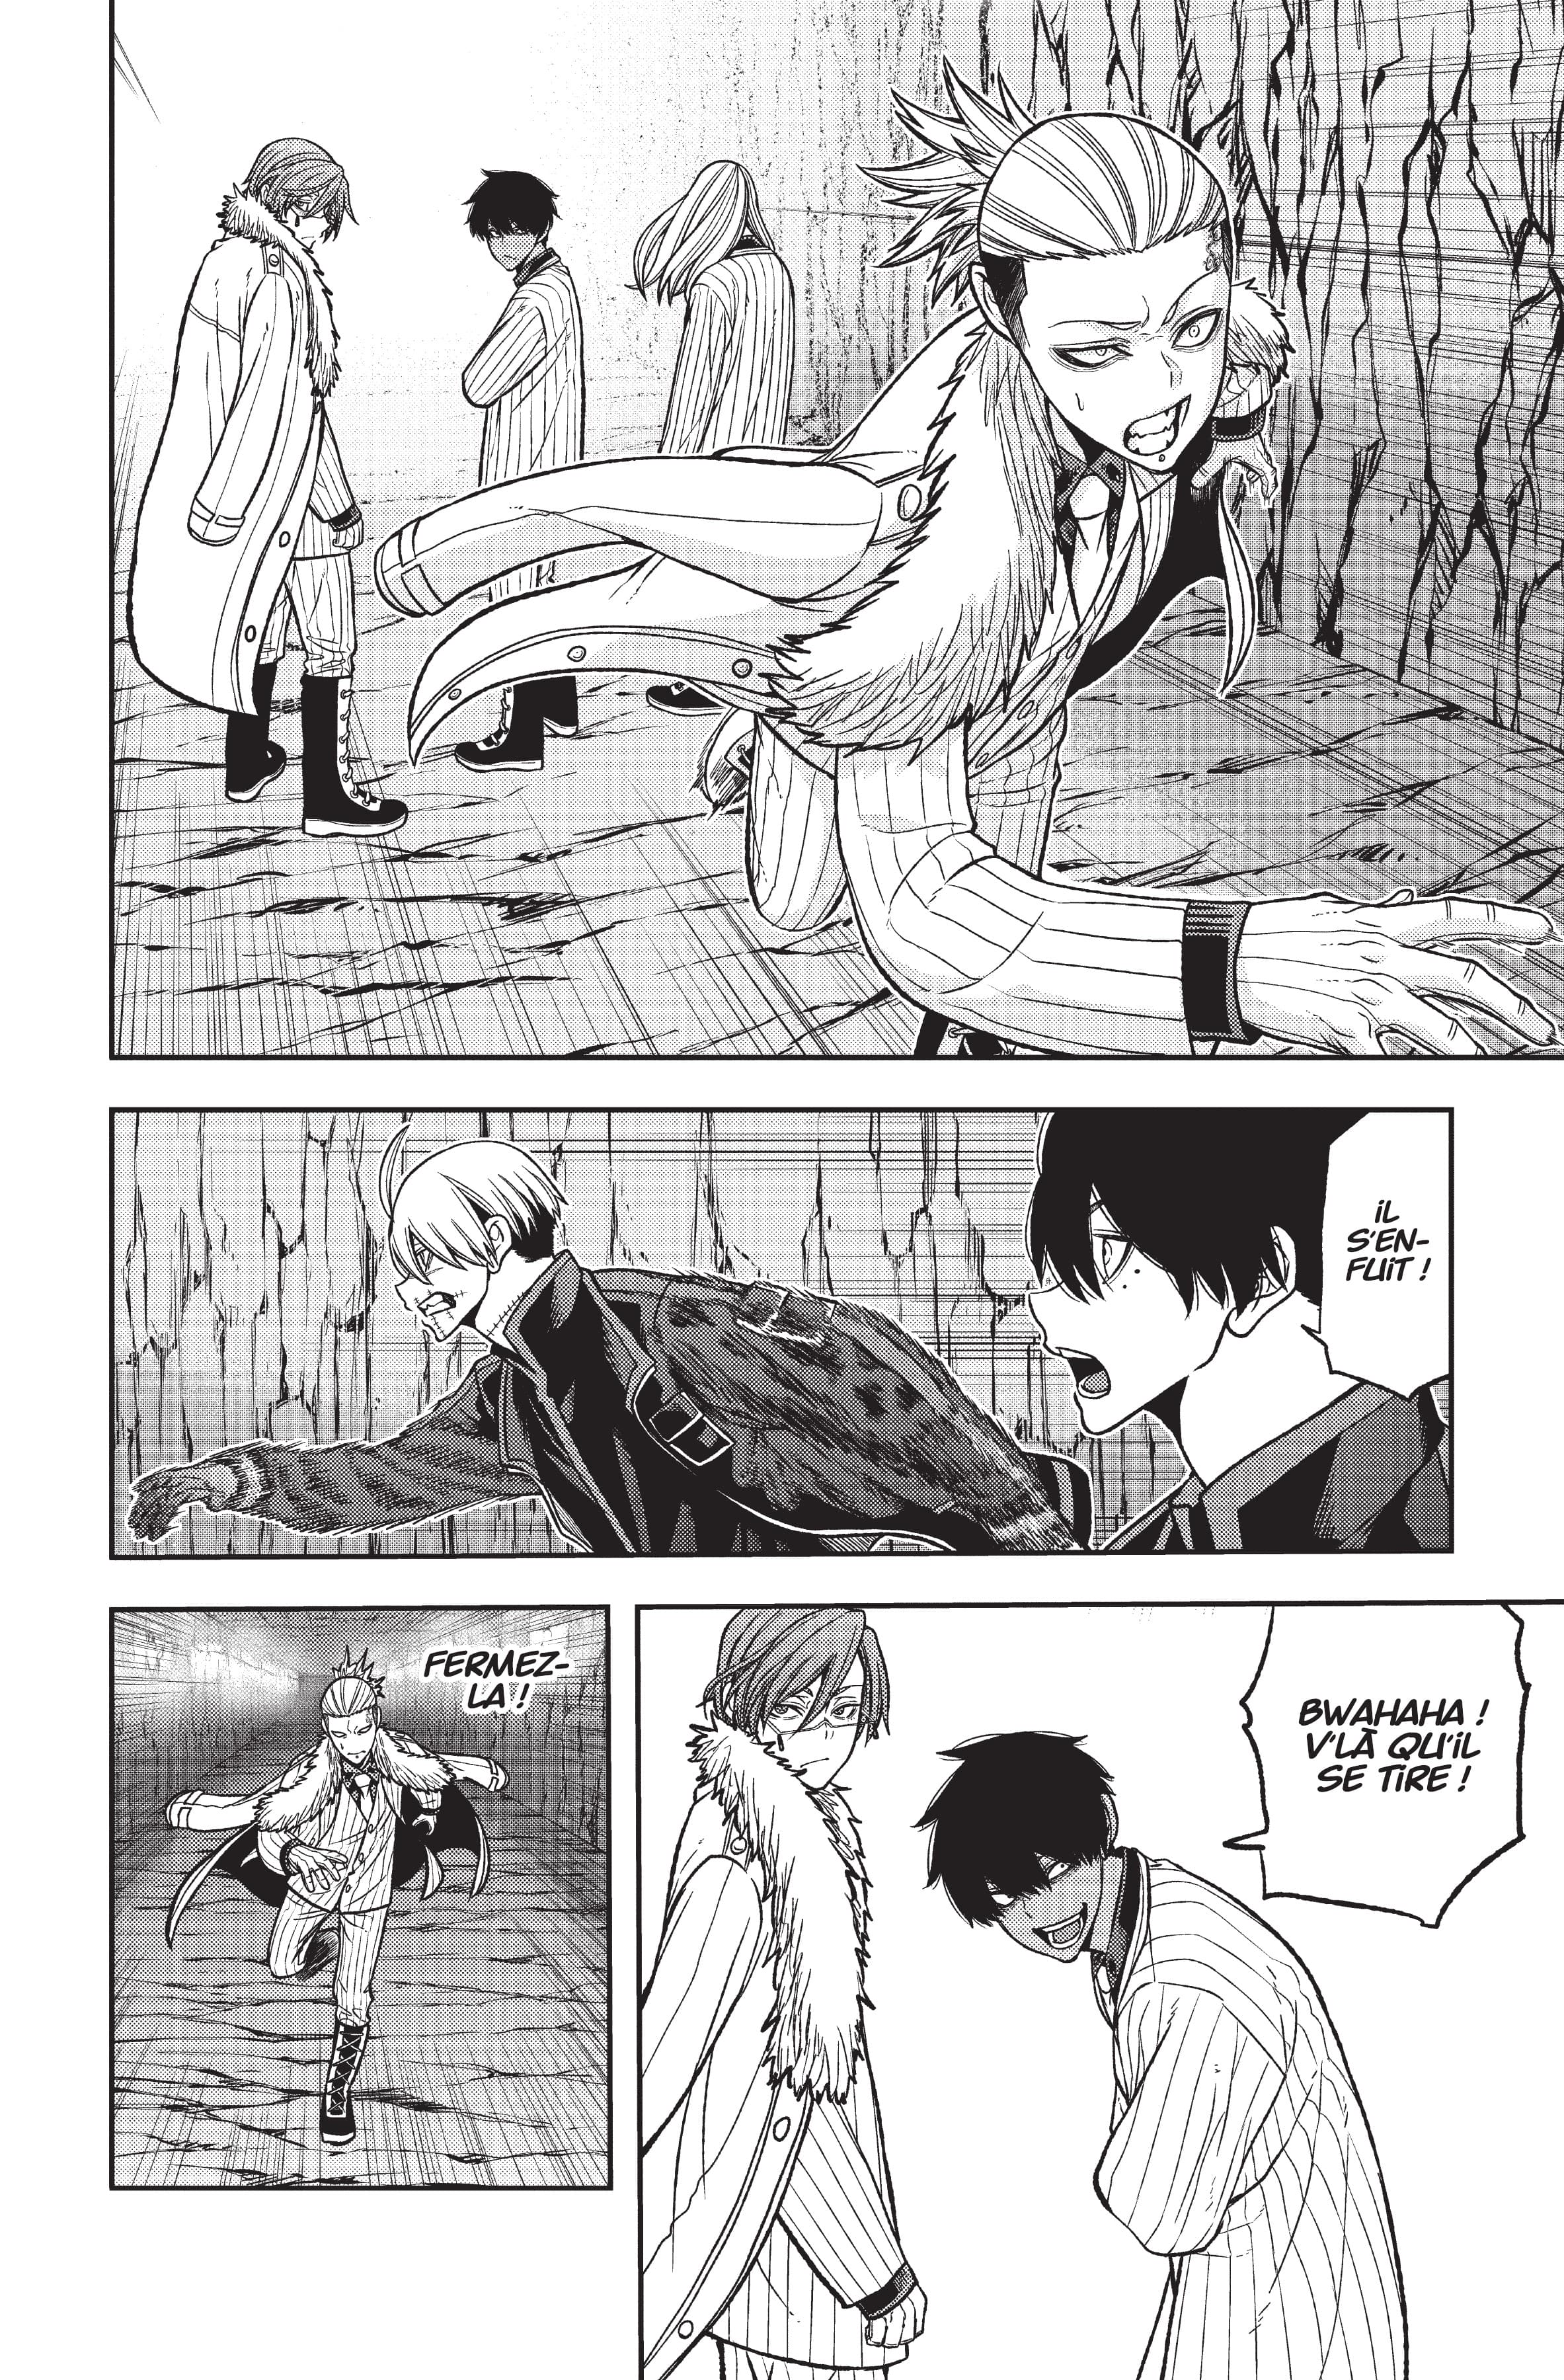 iL
S'EN-
FUiT !
BWAHAHA !
V'LÀ QU'iL
SE TiRE !
FERMEZ-
LA !